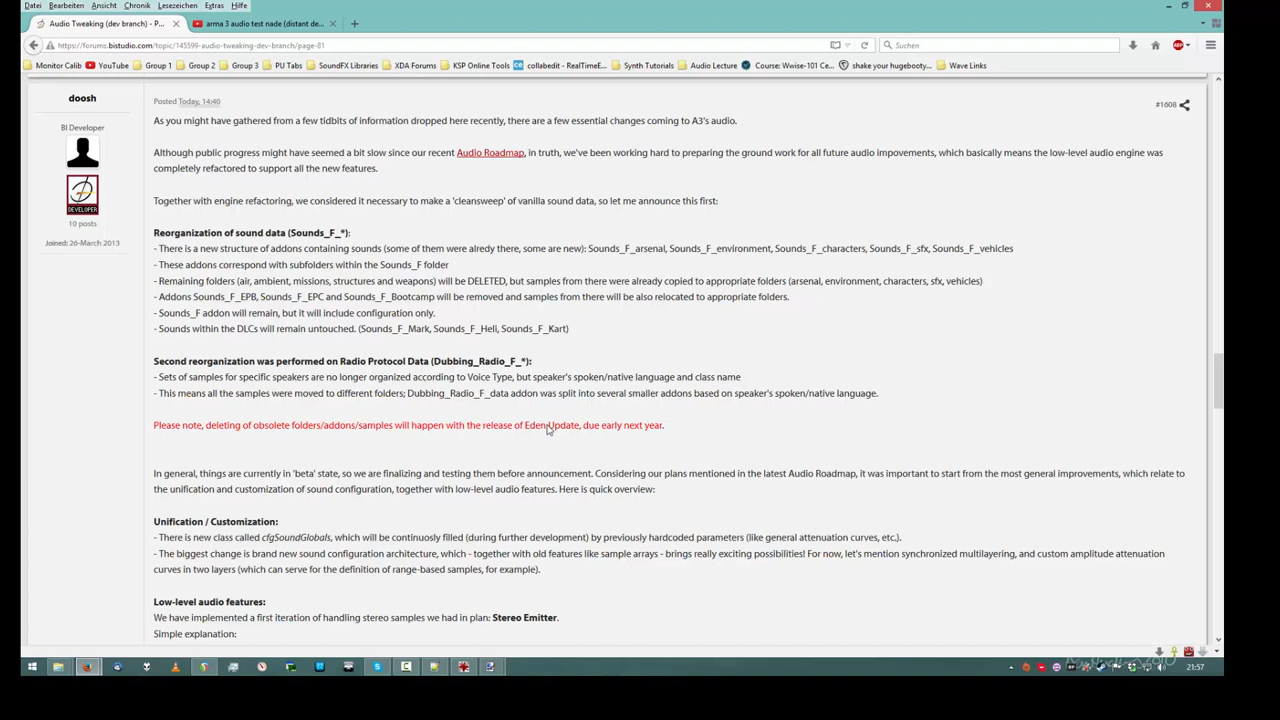 Datei Bearbeiten Ansicht Chronik Lesezeichen Extras Hilfe
Audio Tweaking (dev branch) - P...
arma 3 audio test nade (distant de...
https://forums.bistudio.com/topic/145599-audio-tweaking-dev-branch/page-81
Suchen
Monitor Calib YouTube Group 1 Group 2 Group 3 PU Tabs SoundFX Libraries XDA Forums KSP Online Tools collabedit - RealTimeE... Synth Tutorials Audio Lecture Course: Wwise-101 Ce... shake your hugebooty... Wave Links
doosh
BI Developer
DEVELOPER
10 posts
Joined: 26-March 2013
Posted Today, 14:40
#1608
As you might have gathered from a few tidbits of information dropped here recently, there are a few essential changes coming to A3's audio.
Although public progress might have seemed a bit slow since our recent Audio Roadmap, in truth, we've been working hard to preparing the ground work for all future audio impovements, which basically means the low-level audio engine was
completely refactored to support all the new features.
Together with engine refactoring, we considered it necessary to make a 'cleansweep' of vanilla sound data, so let me announce this first:
Reorganization of sound data (Sounds_F_*):
- There is a new structure of addons containing sounds (some of them were alredy there, some are new): Sounds_F_arsenal, Sounds_F_environment, Sounds_F_characters, Sounds_F_sfx, Sounds_F_vehicles
- These addons correspond with subfolders within the Sounds_F folder
- Remaining folders (air, ambient, missions, structures and weapons) will be DELETED, but samples from there were already copied to appropriate folders (arsenal, environment, characters, sfx, vehicles)
- Addons Sounds_F_EPB, Sounds_F_EPC and Sounds_F_Bootcamp will be removed and samples from there will be also relocated to appropriate folders.
- Sounds_F addon will remain, but it will include configuration only.
- Sounds within the DLCs will remain untouched. (Sounds_F_Mark, Sounds_F_Heli, Sounds_F_Kart)
Second reorganization was performed on Radio Protocol Data (Dubbing_Radio_F_*):
- Sets of samples for specific speakers are no longer organized according to Voice Type, but speaker's spoken/native language and class name
- This means all the samples were moved to different folders; Dubbing_Radio_F_data addon was split into several smaller addons based on speaker's spoken/native language.
Please note, deleting of obsolete folders/addons/samples will happen with the release of Eden Update, due early next year.
In general, things are currently in 'beta' state, so we are finalizing and testing them before announcement. Considering our plans mentioned in the latest Audio Roadmap, it was important to start from the most general improvements, which relate to
the unification and customization of sound configuration, together with low-level audio features. Here is quick overview:
Unification / Customization:
- There is new class called cfgSoundGlobals, which will be continuosly filled (during further development) by previously hardcoded parameters (like general attenuation curves, etc.).
- The biggest change is brand new sound configuration architecture, which - together with old features like sample arrays - brings really exciting possibilities! For now, let's mention synchronized multilayering, and custom amplitude attenuation
curves in two layers (which can serve for the definition of range-based samples, for example).
Low-level audio features:
We have implemented a first iteration of handling stereo samples we had in plan: Stereo Emitter.
Simple explanation:
21:57